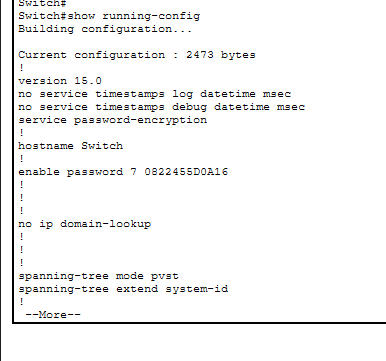 Switch#
Switch#show running-config
Building configuration...
Current configuration : 2473 bytes
!
version 15.0
no service timestamps log datetime msec
no service timestamps debug datetime msec
service password-encryption
!
hostname Switch
!
enable password 7 0822455D0A16
!
!
!
no ip domain-lookup
!
!
!
spanning-tree mode pvst
spanning-tree extend system-id
!
--More--